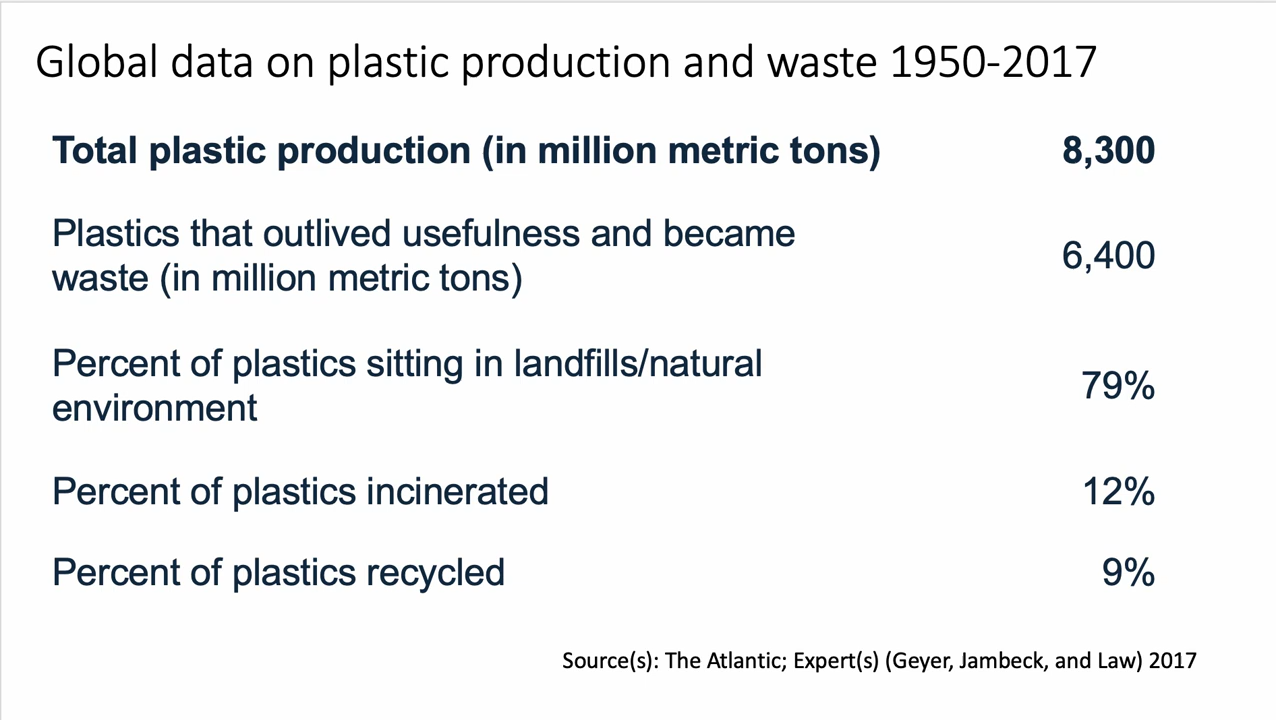 Global data on plastic production and waste 1950-2017
Total plastic production (in million metric tons) 8,300
Plastics that outlived usefulness and became
waste (in million metric tons) 6,400
Percent of plastics sitting in landfills/natural
environment 79%
Percent of plastics incinerated 12%
Percent of plastics recycled 9%
Source(s): The Atlantic; Expert(s) (Geyer, Jambeck, and Law) 2017